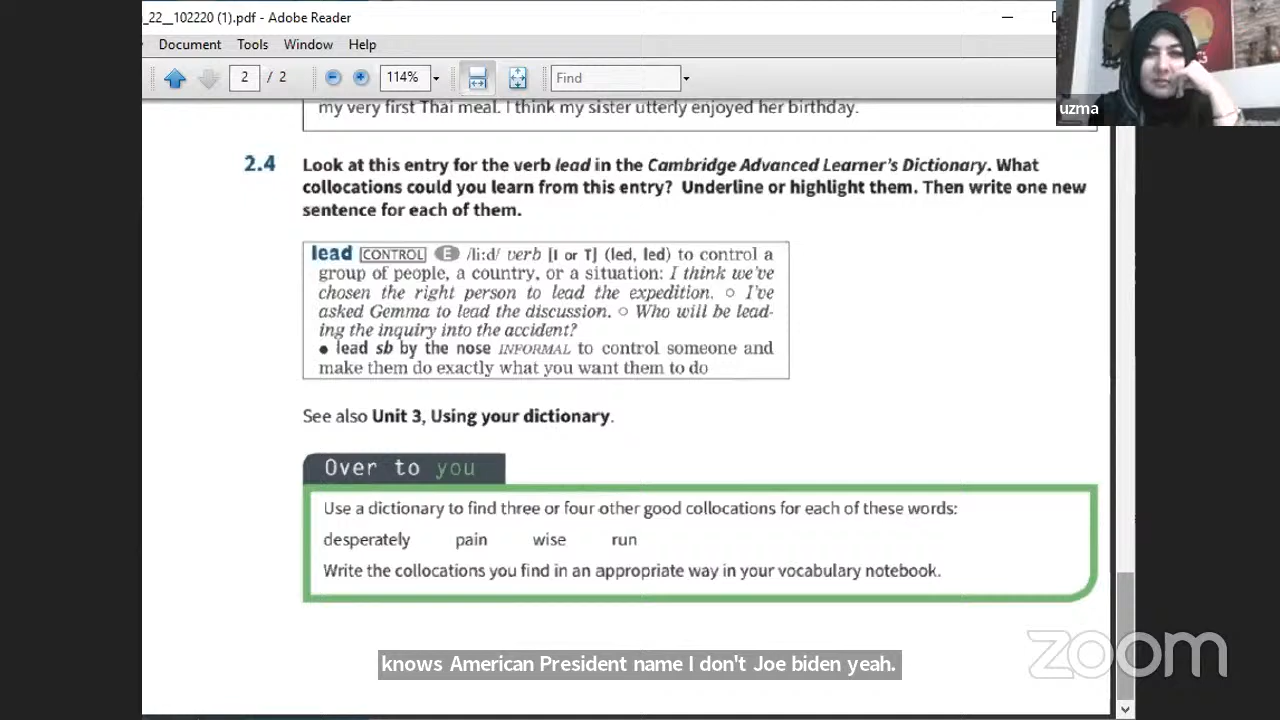 _22__102220 (1).pdf - Adobe Reader
Document Tools Window Help
2 / 2 114% Find
my very first Thai meal. I think my sister utterly enjoyed her birthday.
uzma
2.4 Look at this entry for the verb lead in the Cambridge Advanced Learner's Dictionary. What
collocations could you learn from this entry? Underline or highlight them. Then write one new
sentence for each of them.
lead CONTROL E /liːd/ verb [I or T] (led, led) to control a
group of people, a country, or a situation: I think we've
chosen the right person to lead the expedition. ○ I've
asked Gemma to lead the discussion. ○ Who will be lead-
ing the inquiry into the accident?
● lead sb by the nose INFORMAL to control someone and
make them do exactly what you want them to do
See also Unit 3, Using your dictionary.
Over to you
Use a dictionary to find three or four other good collocations for each of these words:
desperately pain wise run
Write the collocations you find in an appropriate way in your vocabulary notebook.
knows American President name I don't Joe biden yeah.
zoom